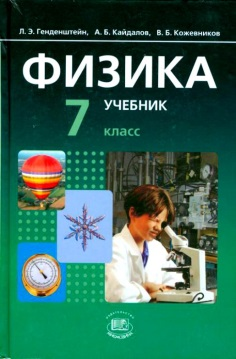 Л. Э. Генденштейн, А. Б. Кайдалов, В. Б. Кожевников
ФИЗИКА
7 УЧЕБНИК
класс